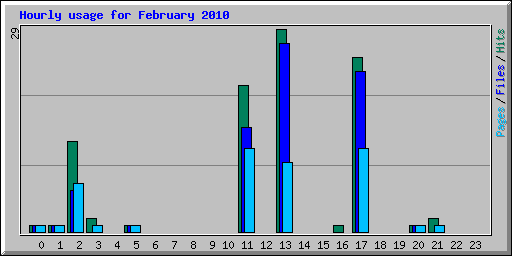 Hourly usage for February 2010
29
Pages/Files/Hits
0 1 2 3 4 5 6 7 8 9 10 11 12 13 14 15 16 17 18 19 20 21 22 23